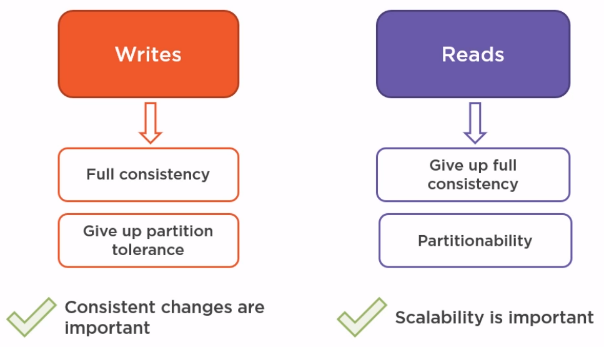 Writes
Full consistency
Give up partition
tolerance
Consistent changes are
important
Reads
Give up full
consistency
Partitionability
Scalability is important